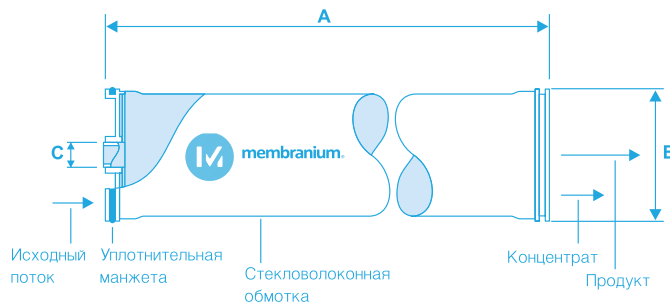 A
C
B
membranium®
Исходный
поток
Уплотнительная
манжета
Стекловолоконная
обмотка
Концентрат
Продукт